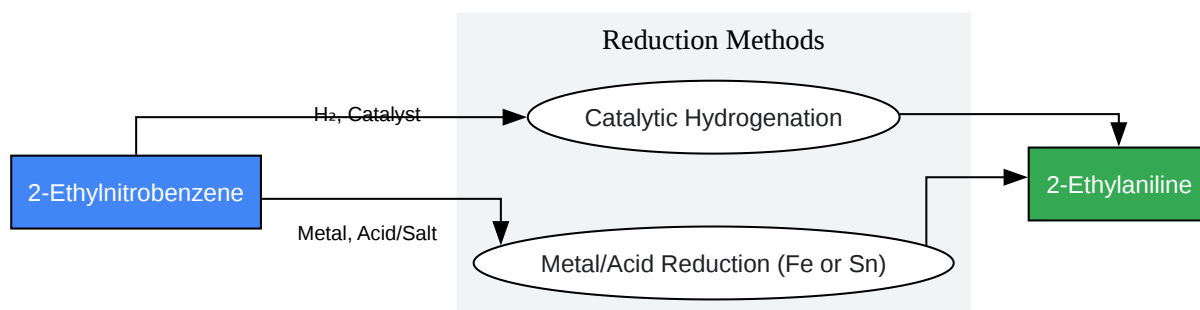 Reduction Methods
H₂, Catalyst
Catalytic Hydrogenation
2-Ethylnitrobenzene
2-Ethylaniline
Metal, Acid/Salt
Metal/Acid Reduction (Fe or Sn)